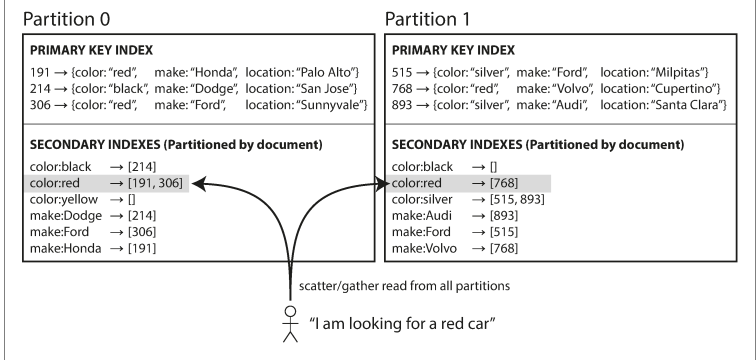 Partition 0
PRIMARY KEY INDEX
191 → {color: “red”, make: “Honda”, location: “Palo Alto”}
214 → {color: “black”, make: “Dodge”, location: “San Jose”}
306 → {color: “red”, make: “Ford”, location: “Sunnyvale”}
SECONDARY INDEXES (Partitioned by document)
color:black → [214]
color:red → [191, 306]
color:yellow → []
make:Dodge → [214]
make:Ford → [306]
make:Honda → [191]
Partition 1
PRIMARY KEY INDEX
515 → {color: “silver”, make: “Ford”, location: “Milpitas”}
768 → {color: “red”, make: “Volvo”, location: “Cupertino”}
893 → {color: “silver”, make: “Audi”, location: “Santa Clara”}
SECONDARY INDEXES (Partitioned by document)
color:black → []
color:red → [768]
color:silver → [515, 893]
make:Audi → [893]
make:Ford → [515]
make:Volvo → [768]
scatter/gather read from all partitions
“I am looking for a red car”